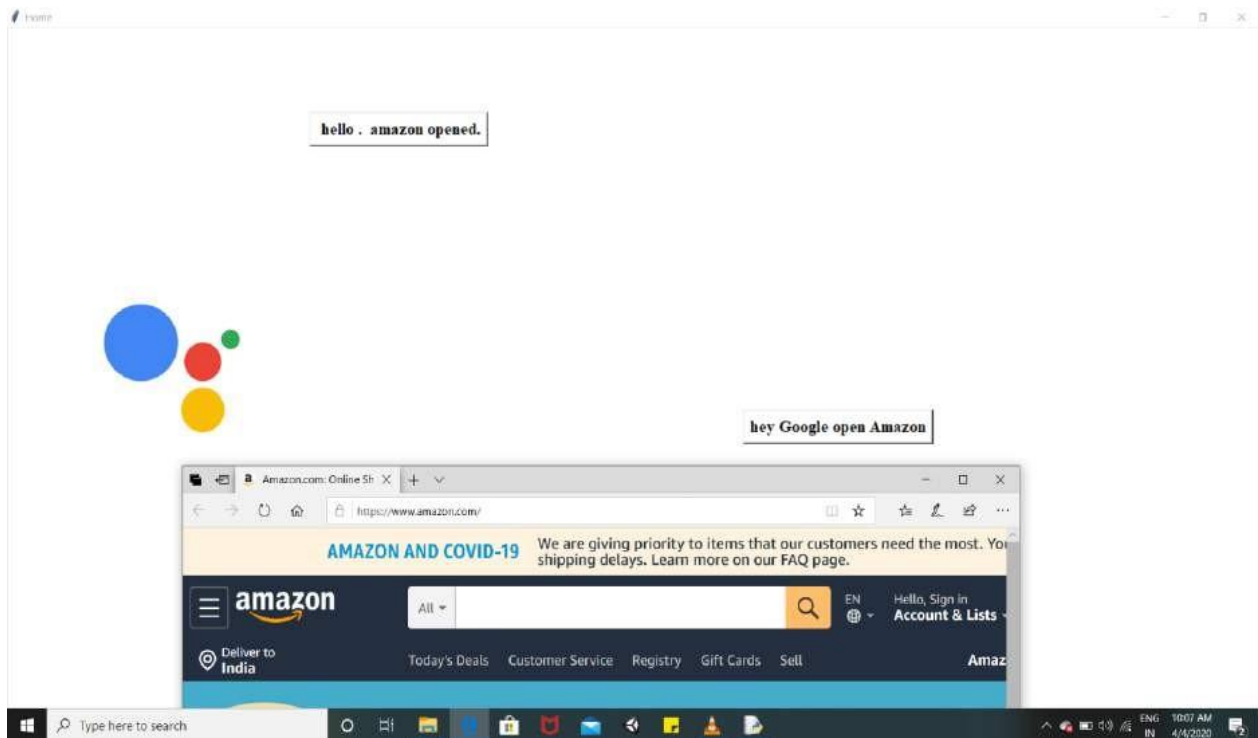 Home
hello . amazon opened.
hey Google open Amazon
Amazon.com: Online Sh
https://www.amazon.com/
AMAZON AND COVID-19
We are giving priority to items that our customers need the most. You
shipping delays. Learn more on our FAQ page.
amazon
All
EN
Hello, Sign in
Account & Lists
Deliver to
India
Today's Deals Customer Service Registry Gift Cards Sell
Amaz
Type here to search
ENG
IN
10:07 AM
4/4/2020
2